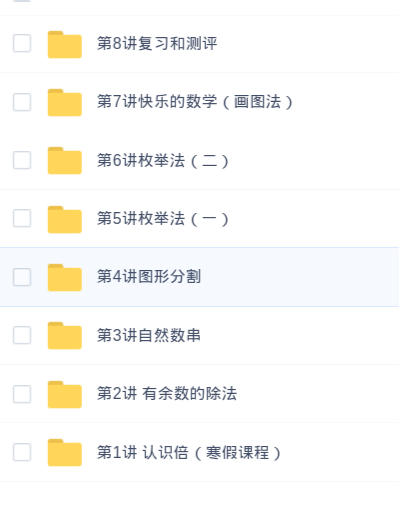 第8讲复习和测评
第7讲快乐的数学（画图法）
第6讲枚举法（二）
第5讲枚举法（一）
第4讲图形分割
第3讲自然数串
第2讲 有余数的除法
第1讲 认识倍（寒假课程）